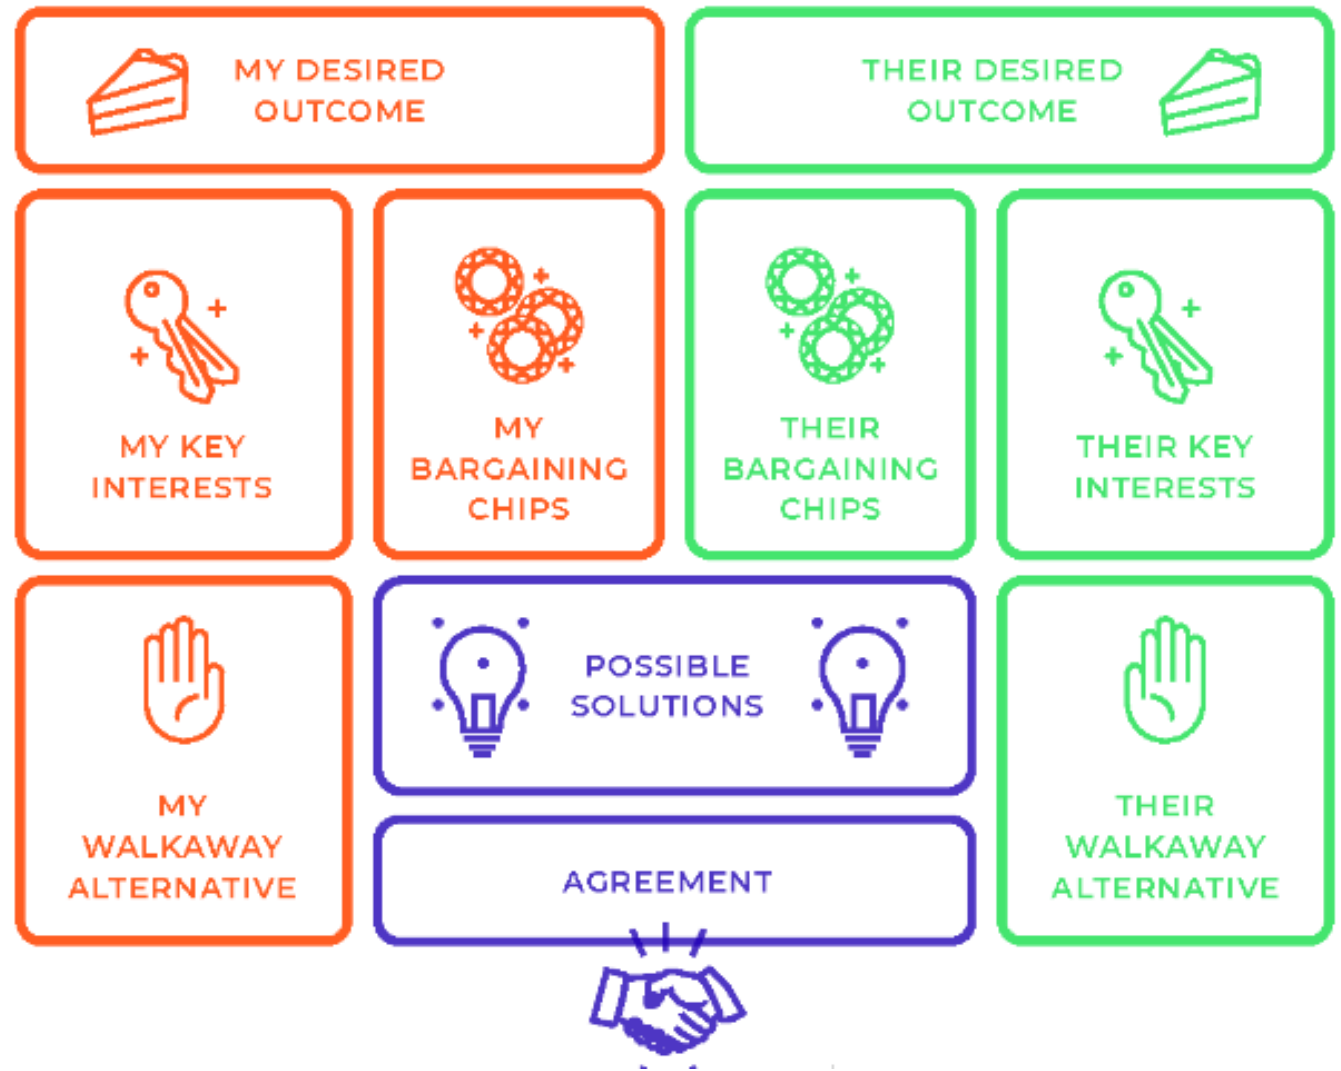 MY DESIRED
OUTCOME
THEIR DESIRED
OUTCOME
MY KEY
INTERESTS
MY
BARGAINING
CHIPS
THEIR
BARGAINING
CHIPS
THEIR KEY
INTERESTS
MY
WALKAWAY
ALTERNATIVE
POSSIBLE
SOLUTIONS
AGREEMENT
THEIR
WALKAWAY
ALTERNATIVE